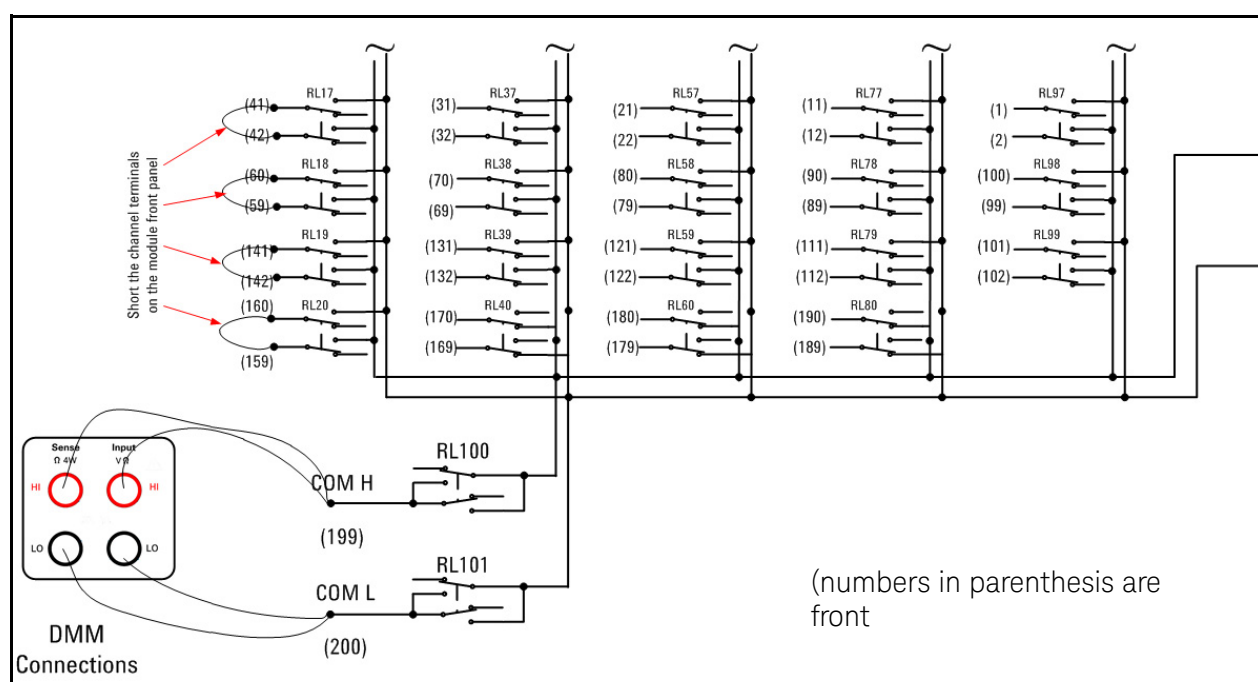 RL17
RL37
RL57
RL77
RL97
(41)
(31)
(21)
(11)
(1)
(42)
(32)
(22)
(12)
(2)
RL18
RL38
RL58
RL78
RL98
(60)
(70)
(80)
(90)
(100)
(59)
(69)
(79)
(89)
(99)
RL19
RL39
RL59
RL79
RL99
(141)
(131)
(121)
(111)
(101)
(142)
(132)
(122)
(112)
(102)
(160)
RL20
RL40
RL60
RL80
(170)
(180)
(190)
(159)
(169)
(179)
(189)
Short the channel terminals
on the module front panel
Sense
Input
Ω 4W
V Ω
HI
HI
LO
LO
DMM
Connections
COM H
(199)
RL100
COM L
(200)
RL101
(numbers in parenthesis are
front